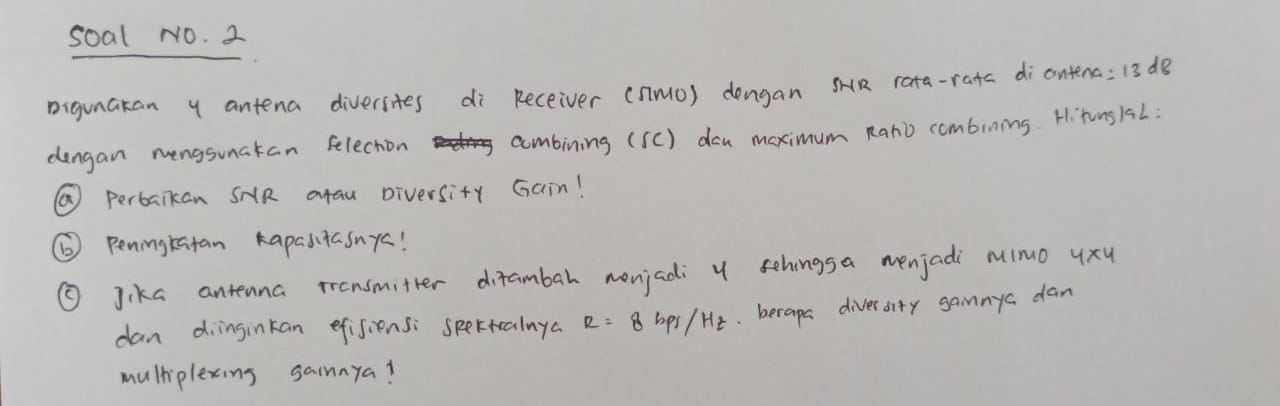 Soal NO. 2
Digunakan 4 antena diversites di Receiver (SIMO) dengan SNR rata-rata di antena = 13 dB
dengan menggunakan Selection combining (SC) dan maximum Ratio combining. Hitunglah:
(a) Perbaikan SNR atau Diversity Gain!
(b) Peningkatan kapasitasnya!
(c) Jika antenna transmitter ditambah menjadi 4 sehingga menjadi MIMO 4x4
dan diinginkan efisiensi spektralnya R = 8 bps/Hz. berapa diversity gainnya dan
multiplexing gainnya!